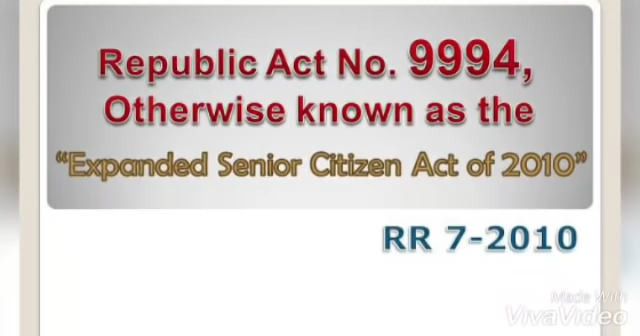 Republic Act No. 9994,
Otherwise known as the
“Expanded Senior Citizen Act of 2010”
RR 7-2010
Made With
VivaVideo